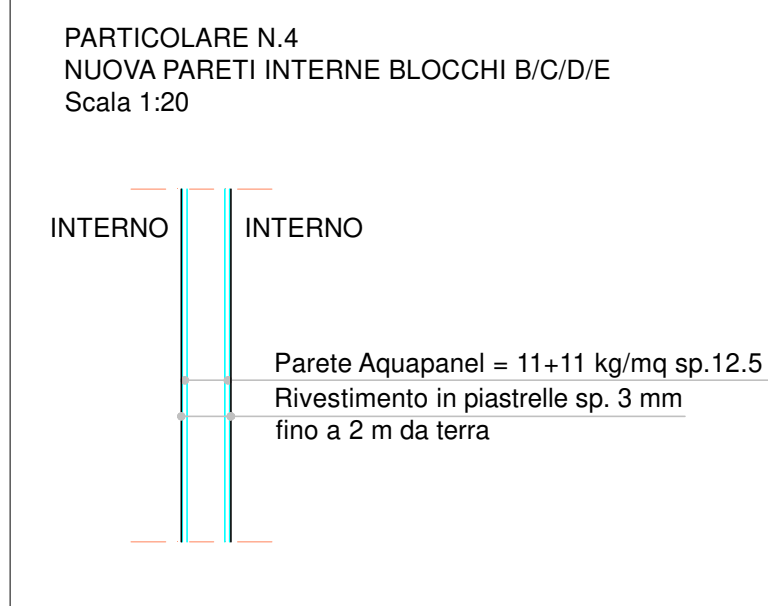 PARTICOLARE N.4
NUOVA PARETI INTERNE BLOCCHI B/C/D/E
Scala 1:20
INTERNO INTERNO
Parete Aquapanel = 11+11 kg/mq sp.12.5
Rivestimento in piastrelle sp. 3 mm
fino a 2 m da terra